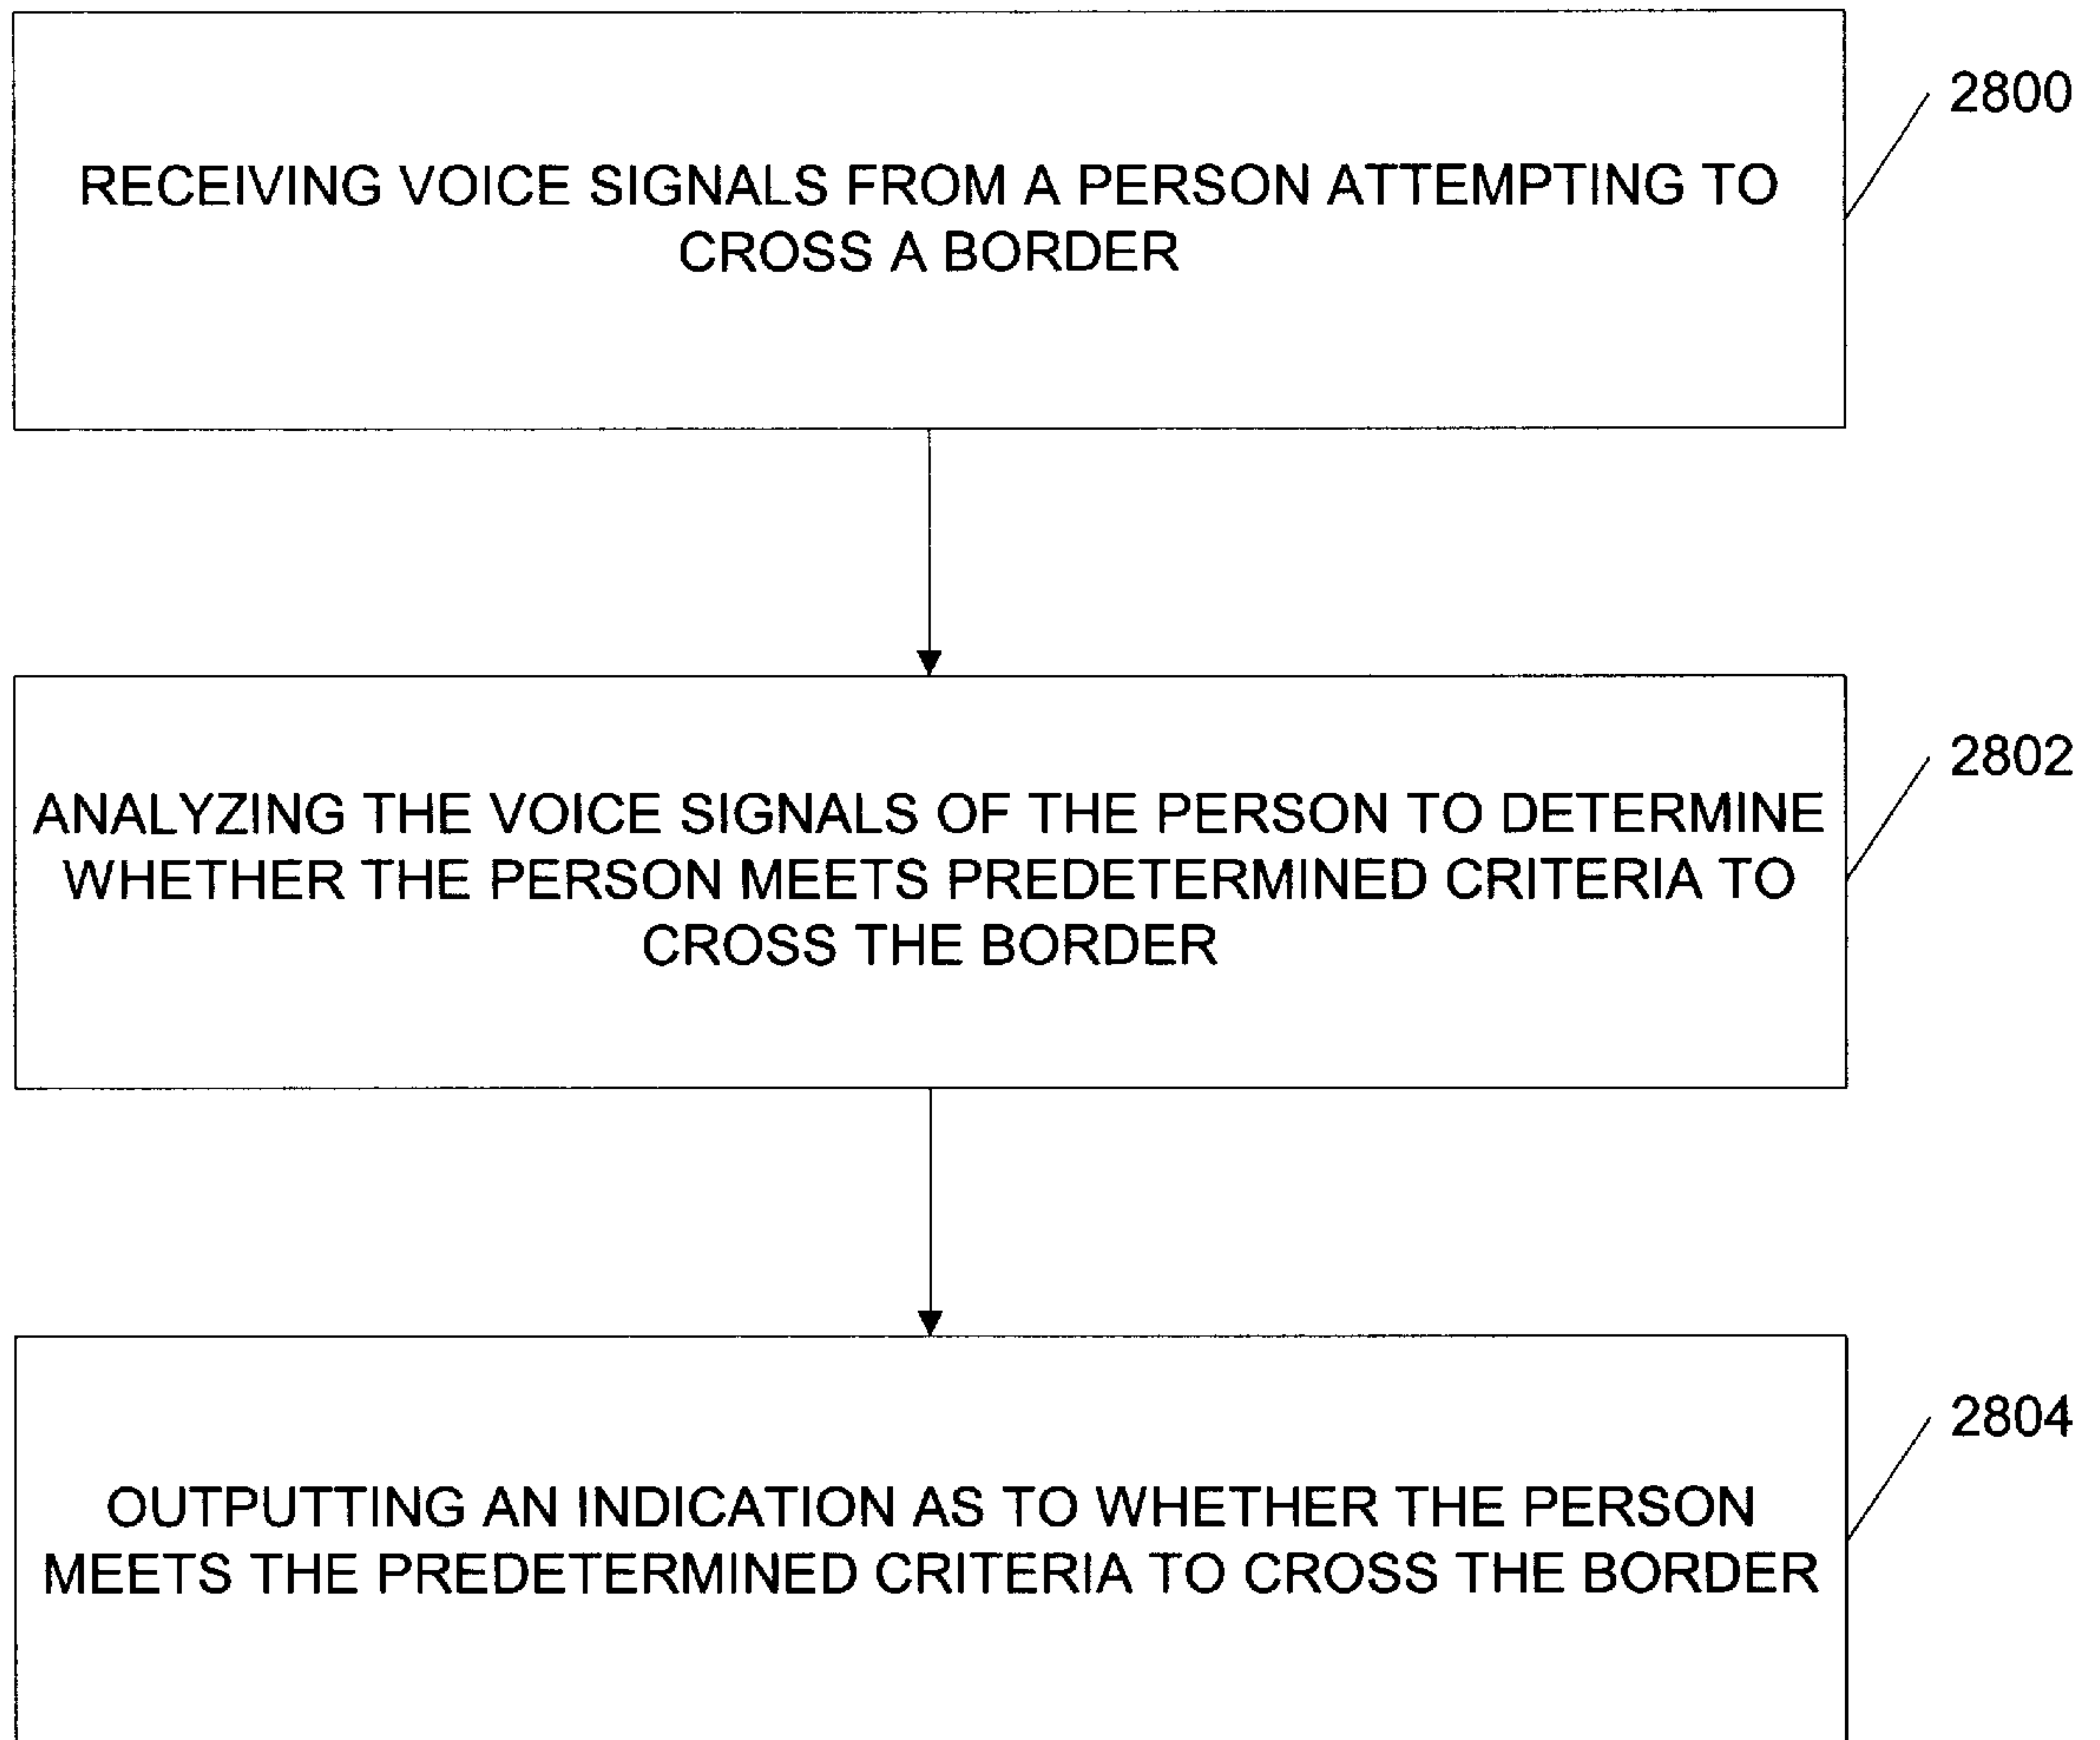 2800
RECEIVING VOICE SIGNALS FROM A PERSON ATTEMPTING TO
CROSS A BORDER
2802
ANALYZING THE VOICE SIGNALS OF THE PERSON TO DETERMINE
WHETHER THE PERSON MEETS PREDETERMINED CRITERIA TO
CROSS THE BORDER
2804
OUTPUTTING AN INDICATION AS TO WHETHER THE PERSON
MEETS THE PREDETERMINED CRITERIA TO CROSS THE BORDER